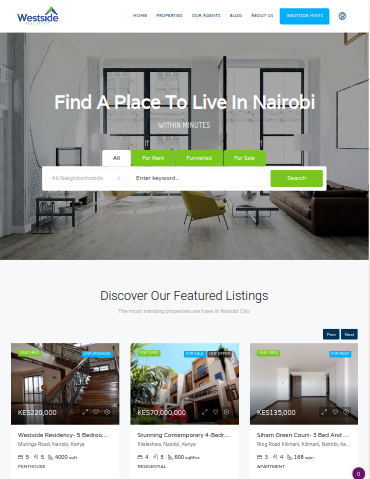 Westside
HOME PROPERTIES OUR AGENTS BLOG ABOUT US WESTSIDE HEIGHTS
Find A Place To Live In Nairobi
WITHIN MINUTES
All For Rent Furnished For Sale
All Neighborhoods Enter keyword... Search
Discover Our Featured Listings
The most trending properties we have in Nairobi City.
Prev Next
FEATURED UNFURNISHED
KES220,000
Westside Residency- 5 Bedroo...
Muringa Road, Nairobi, Kenya
5 5 4000 sqft
PENTHOUSE
FEATURED FOR SALE HOT OFFER
KES70,000,000
Stunning Contemporary 4-Bedr...
Kileleshwa, Nairobi, Kenya
4 5 600 sqMtrs
RESIDENTIAL
FEATURED FOR RENT
KES135,000
Siham Green Court- 3 Bed And ...
Ring Road Kilimani, Kilimani, Nairobi, Ke...
3 4 168 sqm
APARTMENT
0